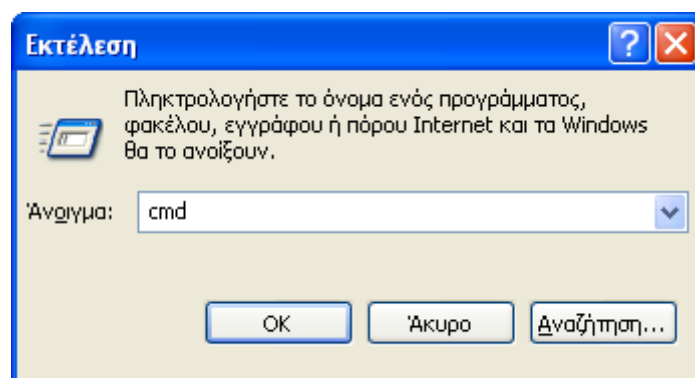 Εκτέλεση
Πληκτρολογήστε το όνομα ενός προγράμματος,
φακέλου, εγγράφου ή πόρου Internet και τα Windows
θα το ανοίξουν.
Άνοιγμα: cmd
OK Άκυρο Αναζήτηση...